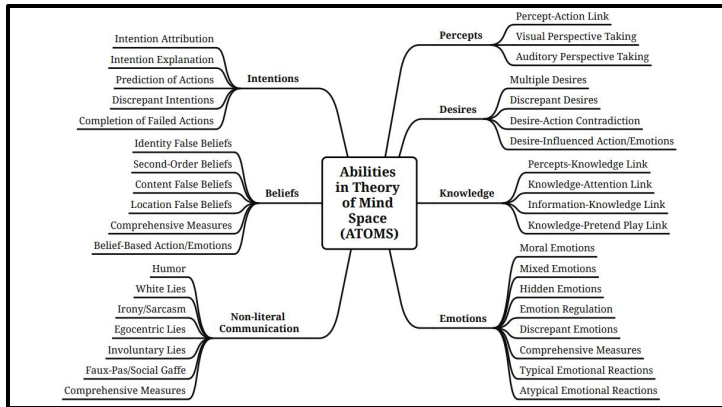 Intention Attribution
Intention Explanation
Prediction of Actions
Discrepant Intentions
Completion of Failed Actions
Intentions
Identity False Beliefs
Second-Order Beliefs
Content False Beliefs
Location False Beliefs
Comprehensive Measures
Belief-Based Action/Emotions
Beliefs
Humor
White Lies
Irony/Sarcasm
Egocentric Lies
Involuntary Lies
Faux-Pas/Social Gaffe
Comprehensive Measures
Non-literal
Communication
Abilities
in Theory
of Mind
Space
(ATOMS)
Percepts
Percept-Action Link
Visual Perspective Taking
Auditory Perspective Taking
Desires
Multiple Desires
Discrepant Desires
Desire-Action Contradiction
Desire-Influenced Action/Emotions
Knowledge
Percepts-Knowledge Link
Knowledge-Attention Link
Information-Knowledge Link
Knowledge-Pretend Play Link
Emotions
Moral Emotions
Mixed Emotions
Hidden Emotions
Emotion Regulation
Discrepant Emotions
Comprehensive Measures
Typical Emotional Reactions
Atypical Emotional Reactions